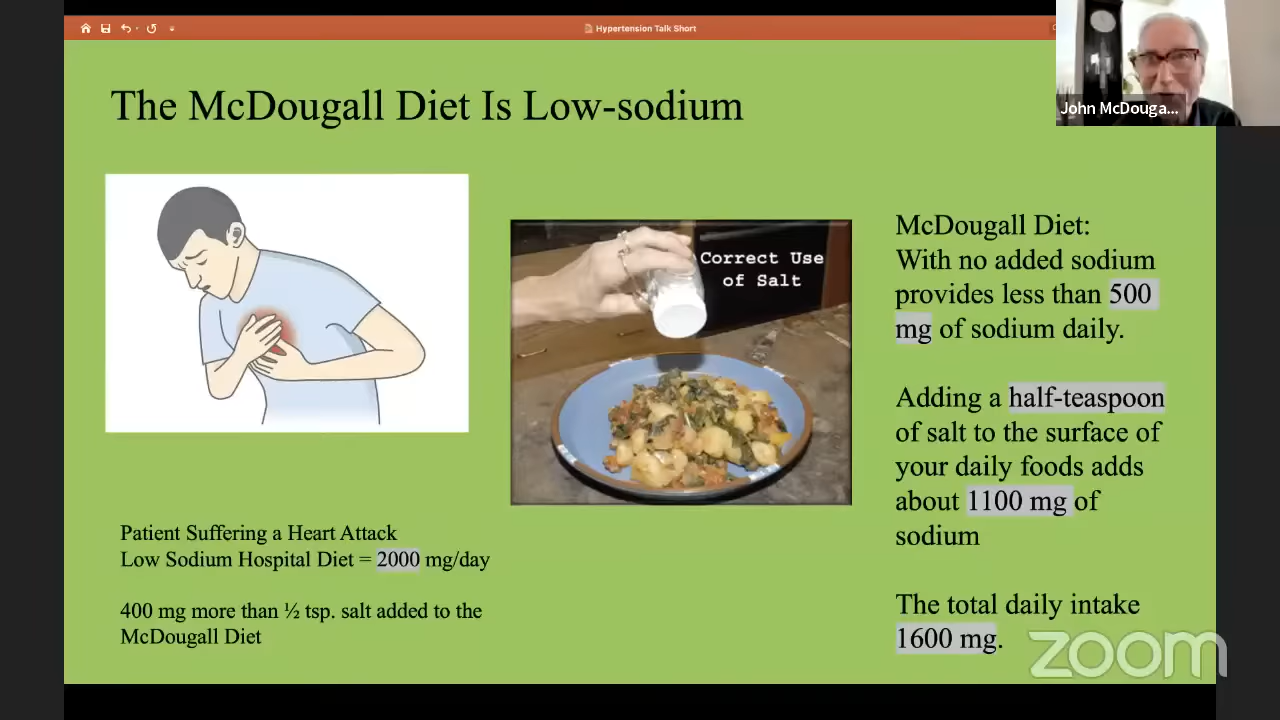 Hypertension Talk Short
John McDouga...
The McDougall Diet Is Low-sodium
Correct Use
of Salt
McDougall Diet:
With no added sodium
provides less than 500
mg of sodium daily.
Adding a half-teaspoon
of salt to the surface of
your daily foods adds
about 1100 mg of
sodium
The total daily intake
1600 mg.
Patient Suffering a Heart Attack
Low Sodium Hospital Diet = 2000 mg/day
400 mg more than ½ tsp. salt added to the
McDougall Diet
zoom